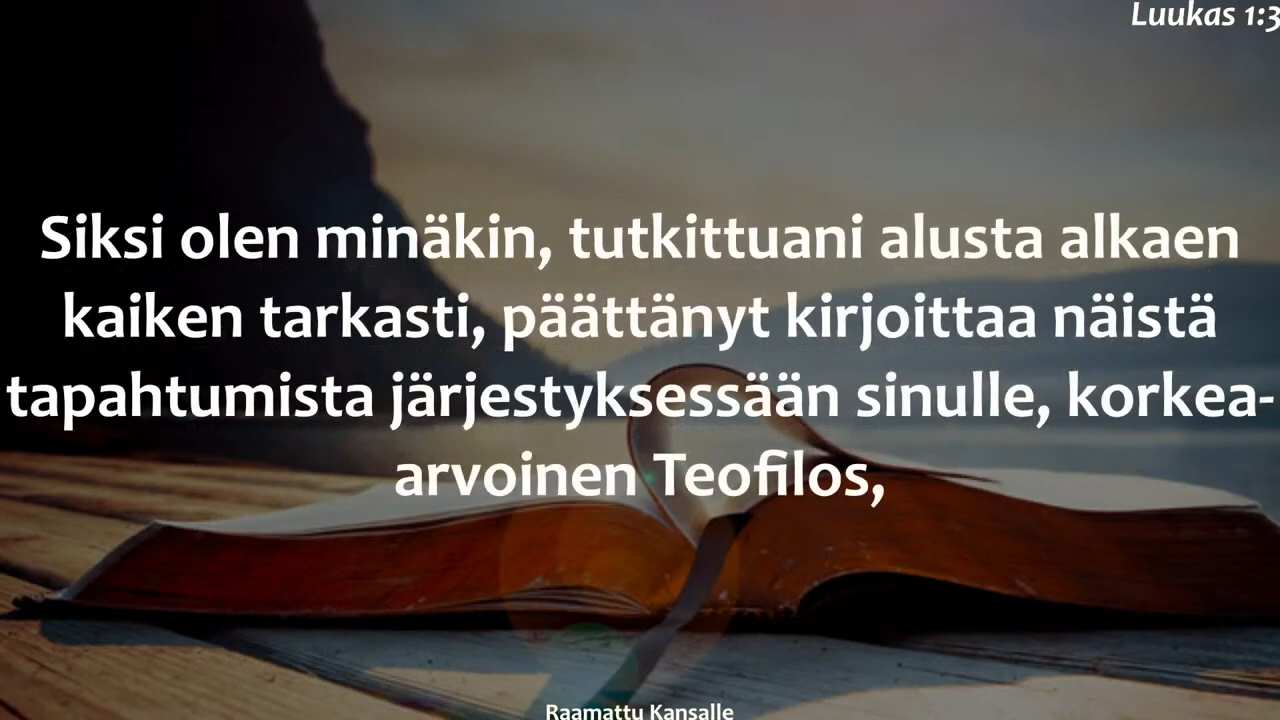 Luukas 1:3
Siksi olen minäkin, tutkittuani alusta alkaen
kaiken tarkasti, päättänyt kirjoittaa näistä
tapahtumista järjestyksessään sinulle, korkea-
arvoinen Teofilos,
Raamattu Kansalle